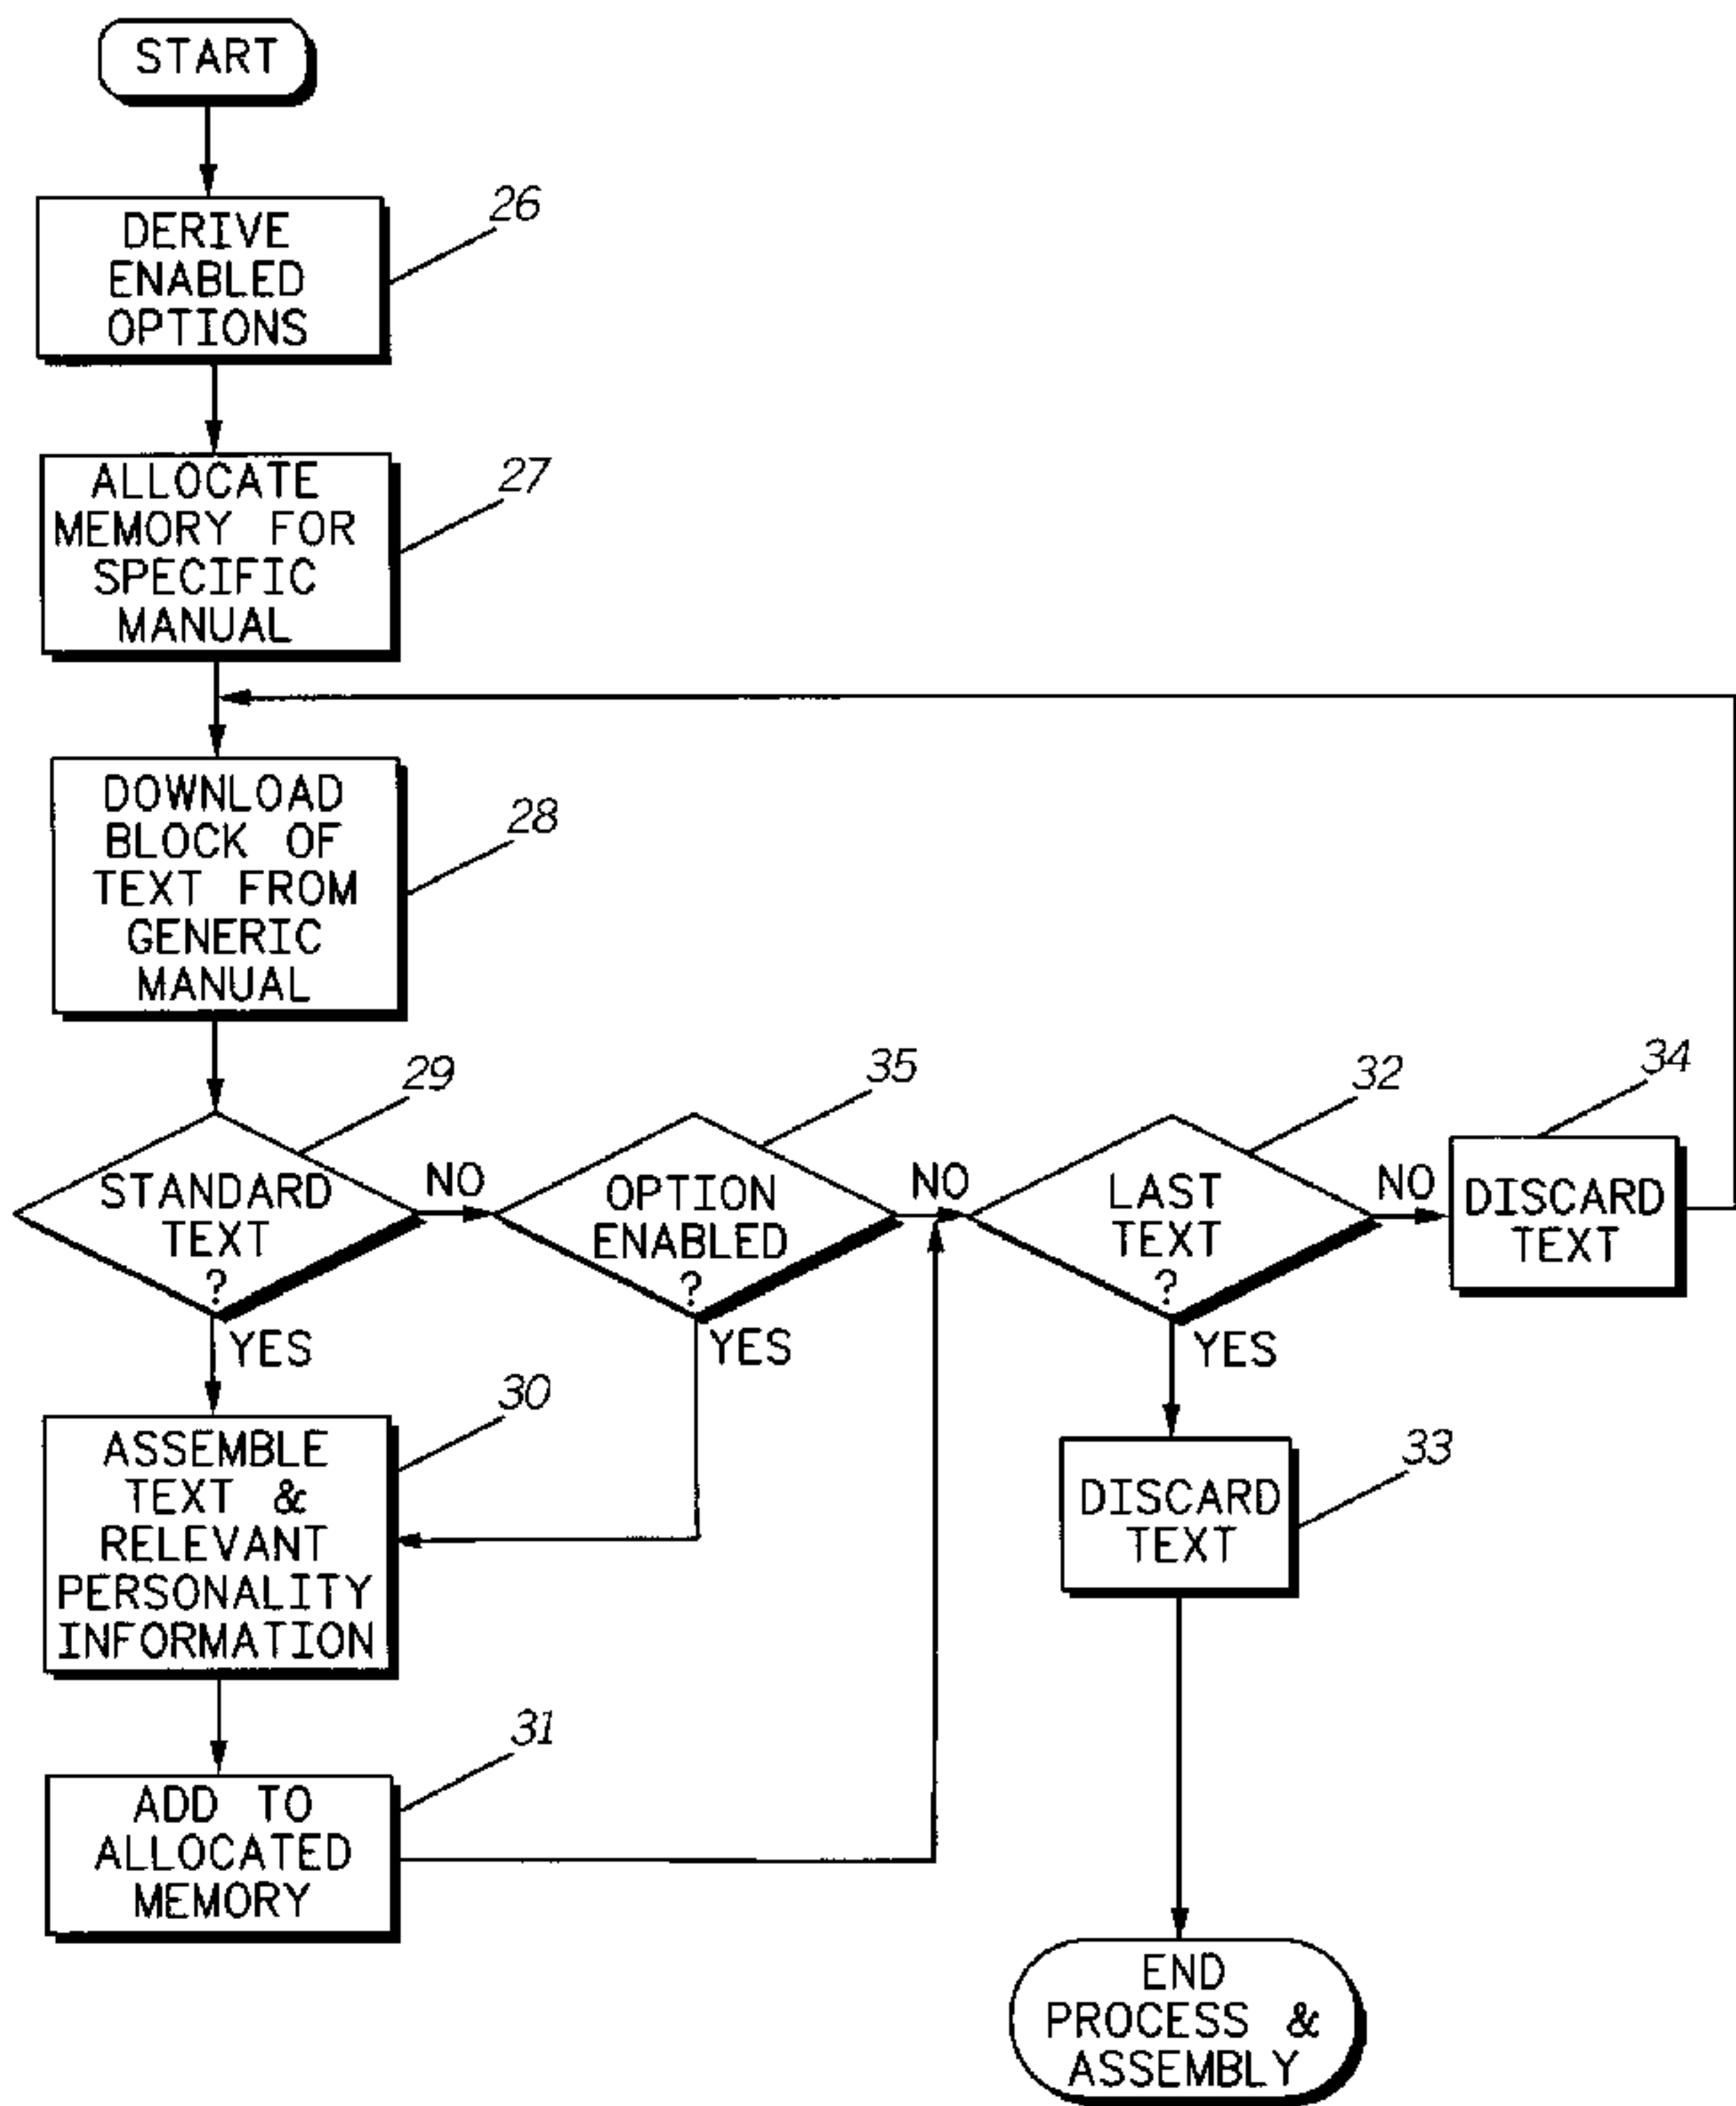 START
26
DERIVE
ENABLED
OPTIONS
27
ALLOCATE
MEMORY FOR
SPECIFIC
MANUAL
28
DOWNLOAD
BLOCK OF
TEXT FROM
GENERIC
MANUAL
29
STANDARD
TEXT
?
NO
YES
35
OPTION
ENABLED
?
NO
YES
32
LAST
TEXT
?
NO
YES
34
DISCARD
TEXT
30
ASSEMBLE
TEXT &
RELEVANT
PERSONALITY
INFORMATION
33
DISCARD
TEXT
31
ADD TO
ALLOCATED
MEMORY
END
PROCESS &
ASSEMBLY